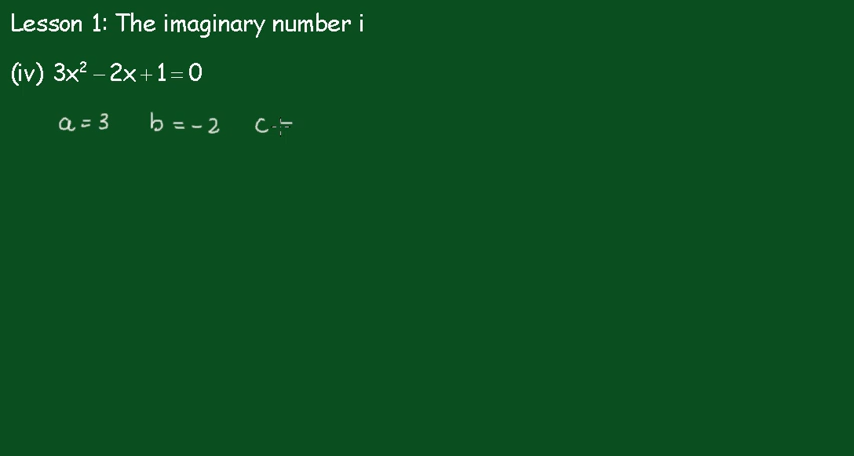 Lesson 1: The imaginary number i
(iv) 3x² − 2x + 1 = 0
a = 3 b = -2 c =